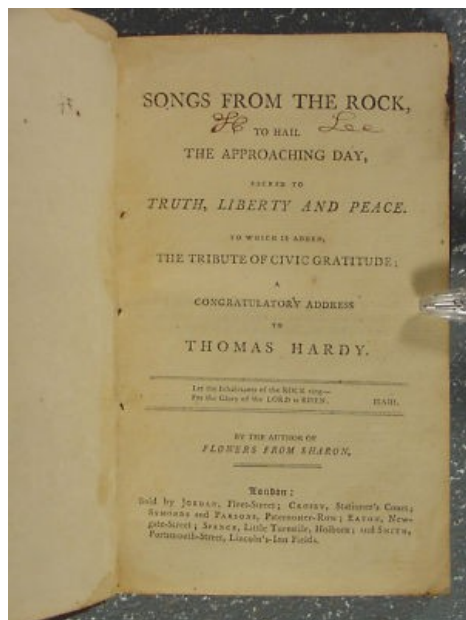 SONGS FROM THE ROCK,
H Lee
TO HAIL
THE APPROACHING DAY,
SACRED TO
TRUTH, LIBERTY AND PEACE.
TO WHICH IS ADDED,
THE TRIBUTE OF CIVIC GRATITUDE;
A
CONGRATULATORY ADDRESS
TO
THOMAS HARDY.
Let the Inhabitants of the ROCK sing—
For the Glory of the LORD is RISEN. ISAIH.
BY THE AUTHOR OF
FLOWERS FROM SHARON.
London:
Sold by JORDAN, Fleet-Street; CROSBY, Stationer's Court;
SYMONDS and PARSONS, Paternoster-Row; EATON, New-
gate-Street; SPENCE, Little Turnstile, Holborn; and SMITH,
Portsmouth-Street, Lincoln's-Inn Fields.